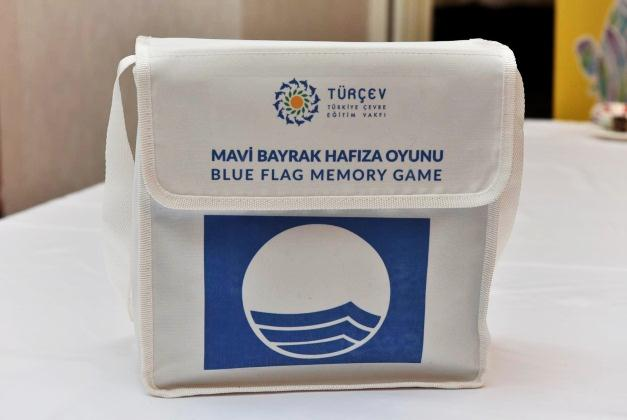 TÜRÇEV
TÜRKİYE ÇEVRE
EĞİTİM VAKFI
MAVİ BAYRAK HAFIZA OYUNU
BLUE FLAG MEMORY GAME